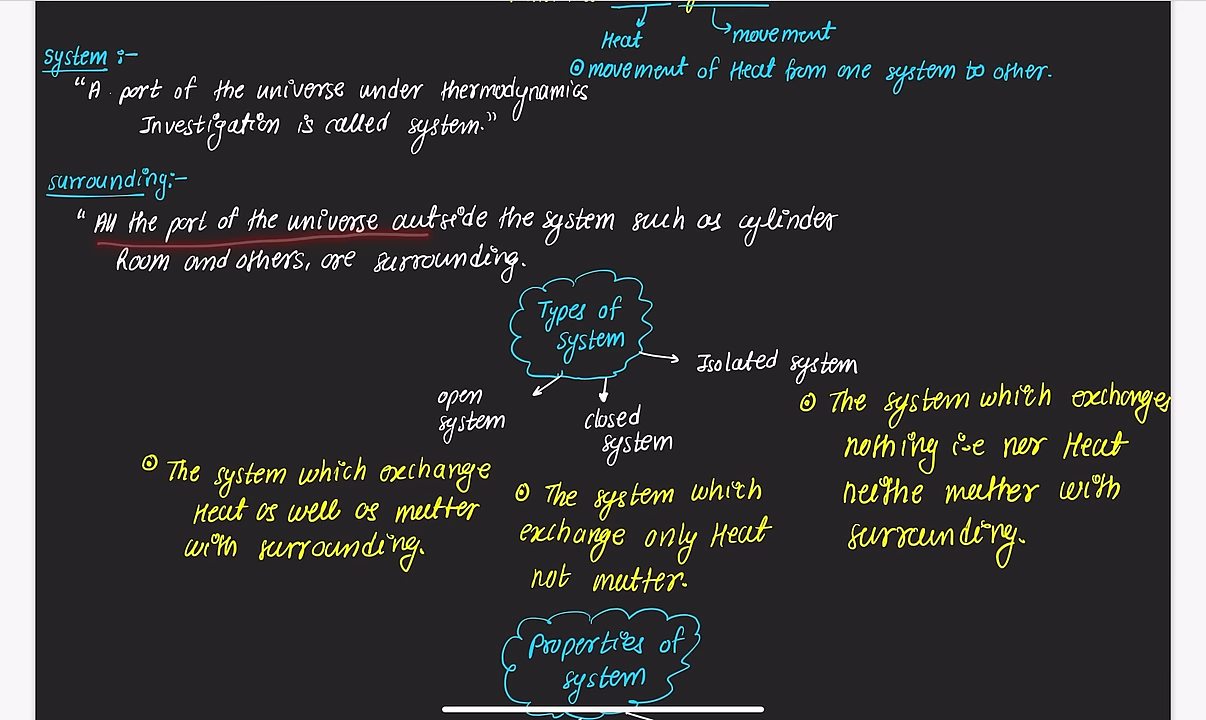 Heat
movement
movement of Heat from one system to other.
system :-
"A part of the universe under thermodynamics
Investigation is called system."
surrounding:-
"All the part of the universe outside the system such as cylinder
Room and others, are surrounding.
Types of
system
Isolated system
open
system
closed
system
The system which exchanges
nothing i.e nor Heat
neithe matter with
surrounding.
The system which exchange
Heat as well as matter
with surrounding.
The system which
exchange only Heat
not matter.
Properties of
system